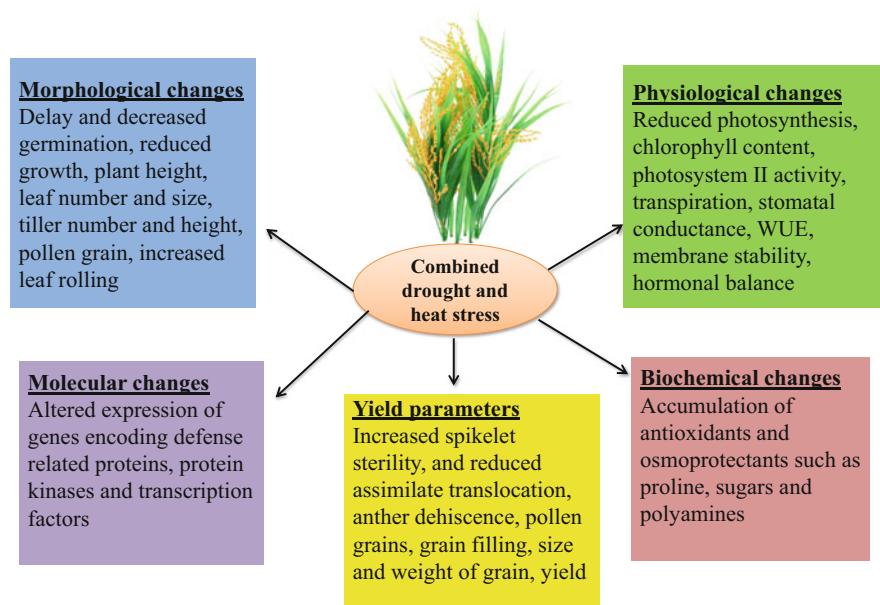 Morphological changes
Delay and decreased
germination, reduced
growth, plant height,
leaf number and size,
tiller number and height,
pollen grain, increased
leaf rolling
Physiological changes
Reduced photosynthesis,
chlorophyll content,
photosystem II activity,
transpiration, stomatal
conductance, WUE,
membrane stability,
hormonal balance
Combined
drought and
heat stress
Molecular changes
Altered expression of
genes encoding defense
related proteins, protein
kinases and transcription
factors
Yield parameters
Increased spikelet
sterility, and reduced
assimilate translocation,
anther dehiscence, pollen
grains, grain filling, size
and weight of grain, yield
Biochemical changes
Accumulation of
antioxidants and
osmoprotectants such as
proline, sugars and
polyamines